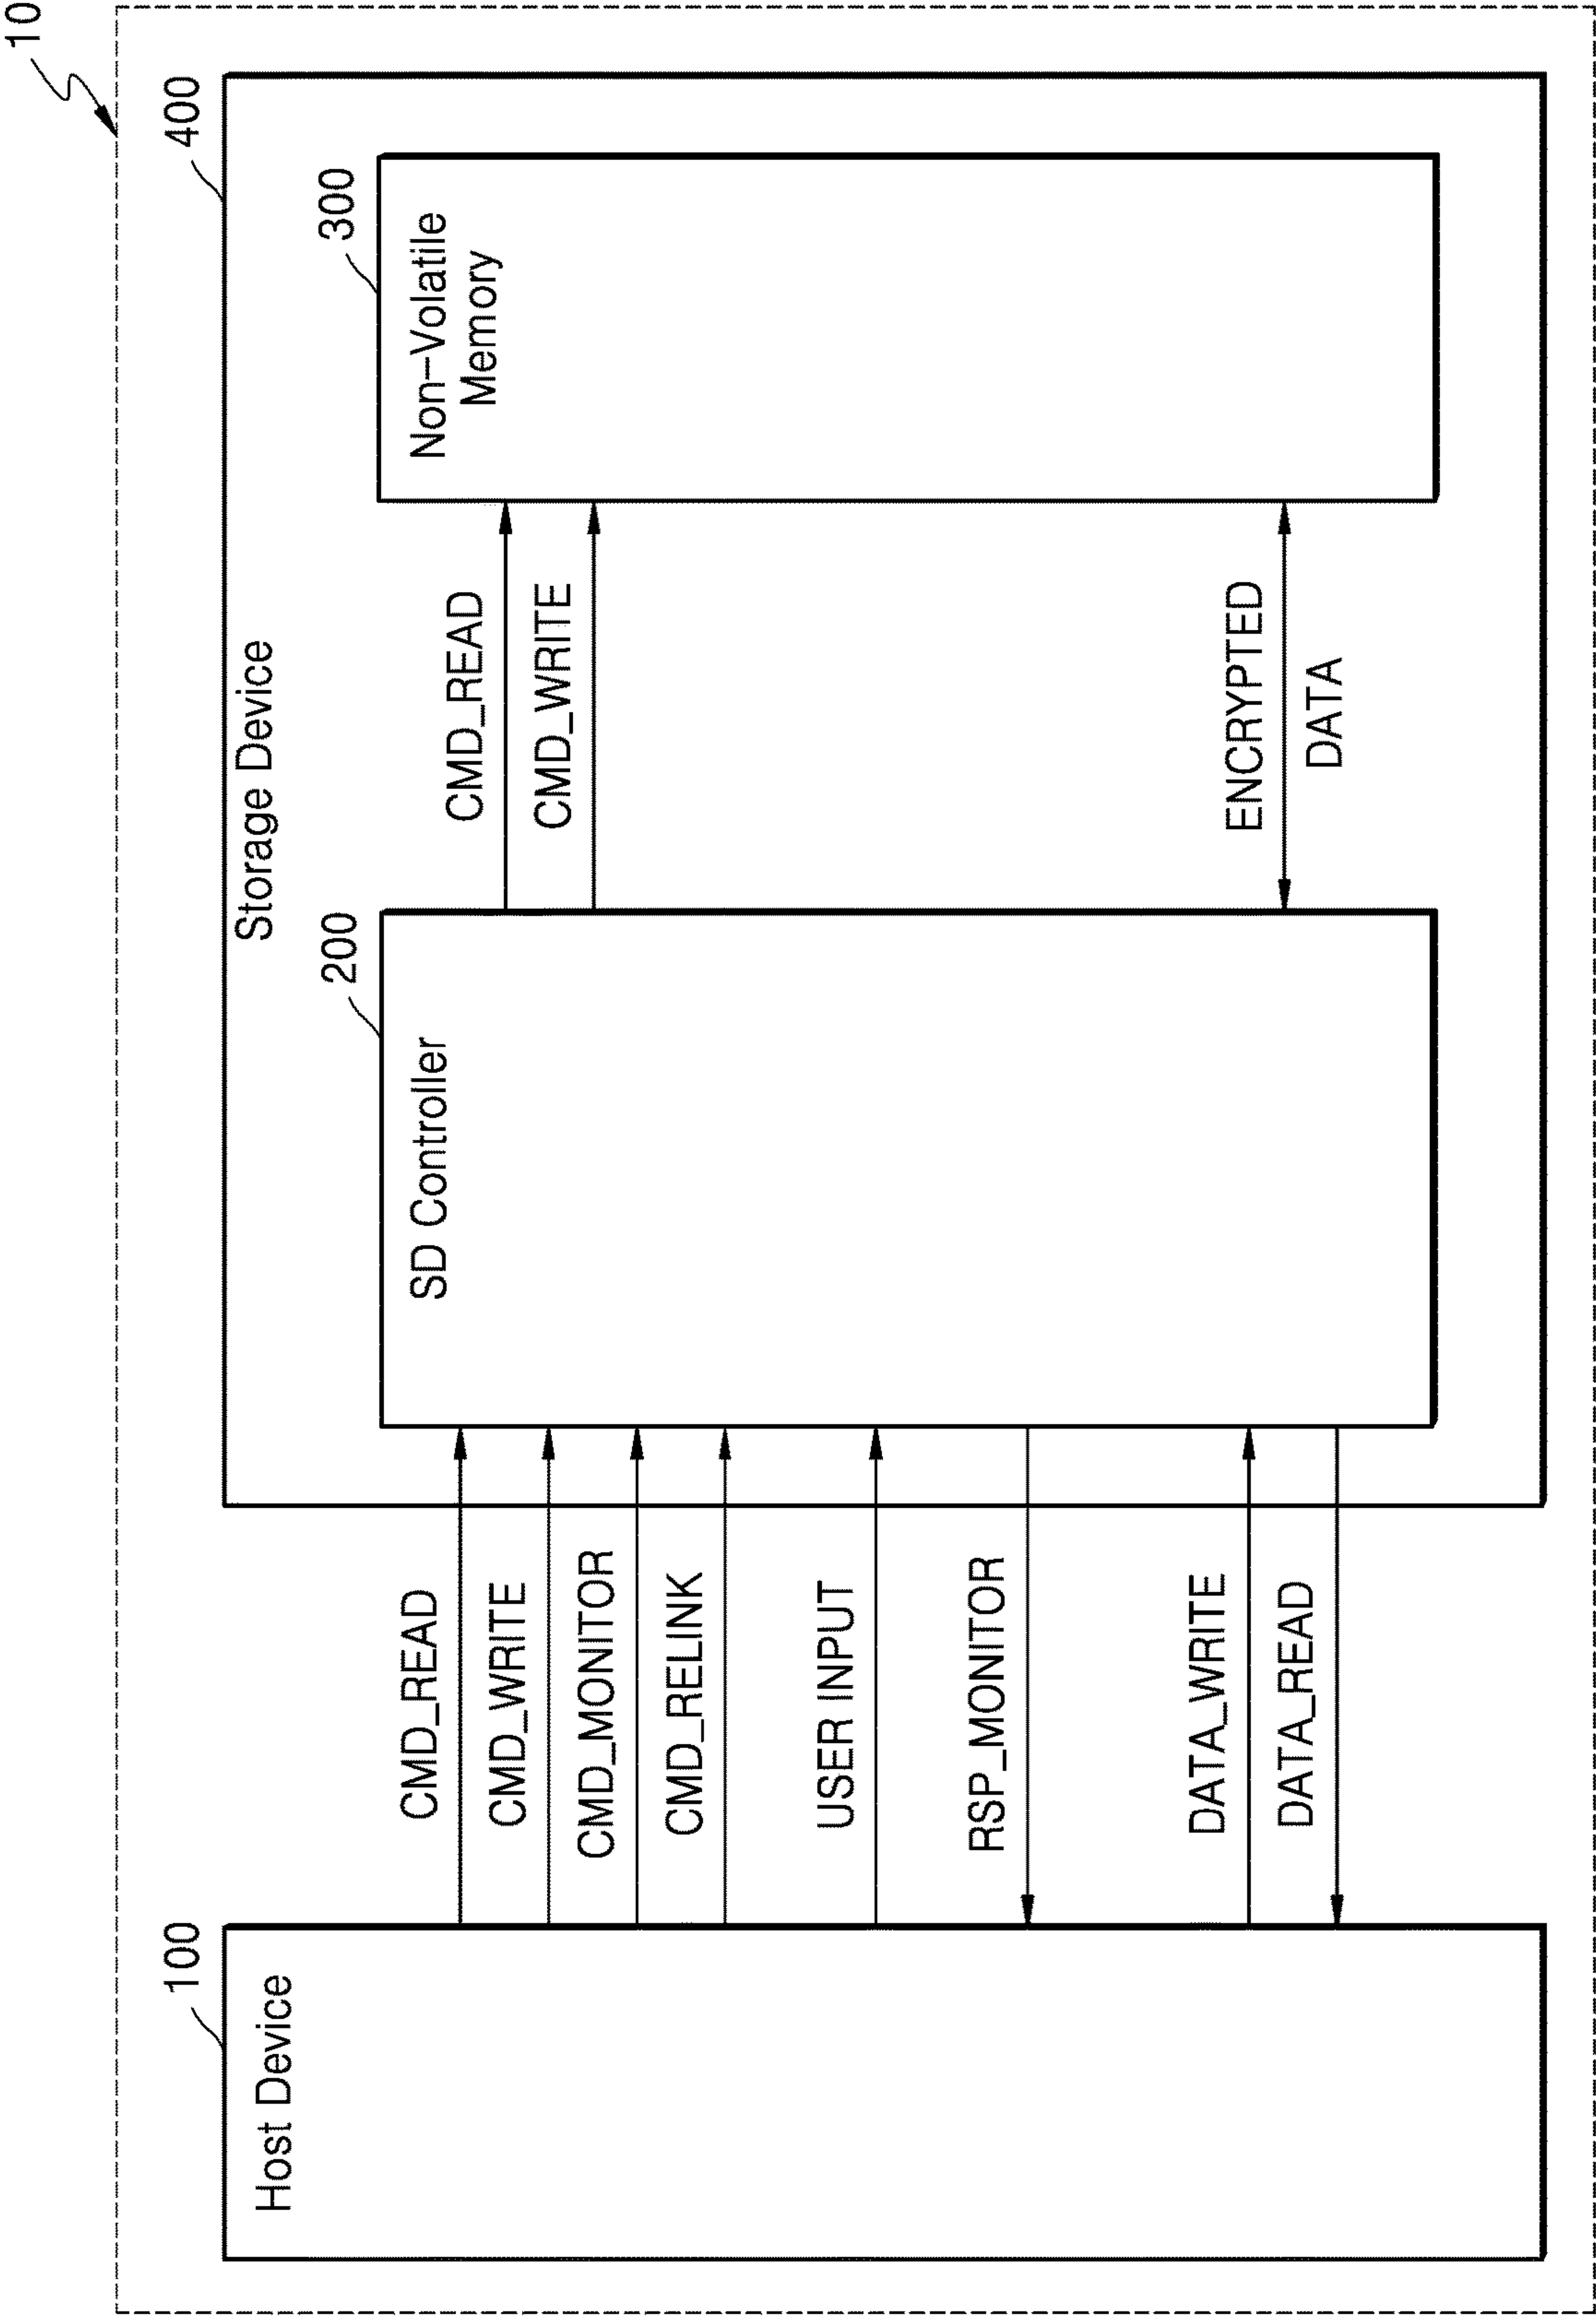 10
100
Host Device
CMD_READ
CMD_WRITE
CMD_MONITOR
CMD_RELINK
USER INPUT
RSP_MONITOR
DATA_WRITE
DATA_READ
400
Storage Device
200
SD Controller
CMD_READ
CMD_WRITE
ENCRYPTED
DATA
300
Non-Volatile
Memory